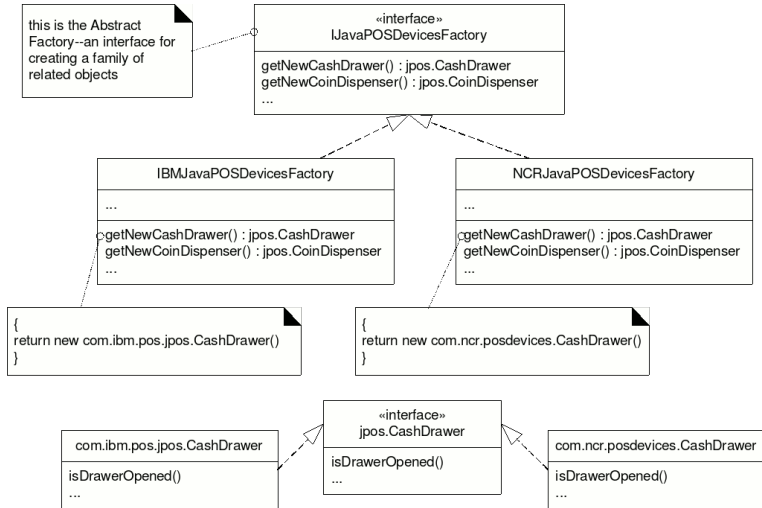 this is the Abstract
Factory--an interface for
creating a family of
related objects
«interface»
IJavaPOSDevicesFactory
getNewCashDrawer() : jpos.CashDrawer
getNewCoinDispenser() : jpos.CoinDispenser
...
IBMJavaPOSDevicesFactory
...
getNewCashDrawer() : jpos.CashDrawer
getNewCoinDispenser() : jpos.CoinDispenser
...
NCRJavaPOSDevicesFactory
...
getNewCashDrawer() : jpos.CashDrawer
getNewCoinDispenser() : jpos.CoinDispenser
...
{
return new com.ibm.pos.jpos.CashDrawer()
}
{
return new com.ncr.posdevices.CashDrawer()
}
«interface»
jpos.CashDrawer
isDrawerOpened()
...
com.ibm.pos.jpos.CashDrawer
isDrawerOpened()
...
com.ncr.posdevices.CashDrawer
isDrawerOpened()
...